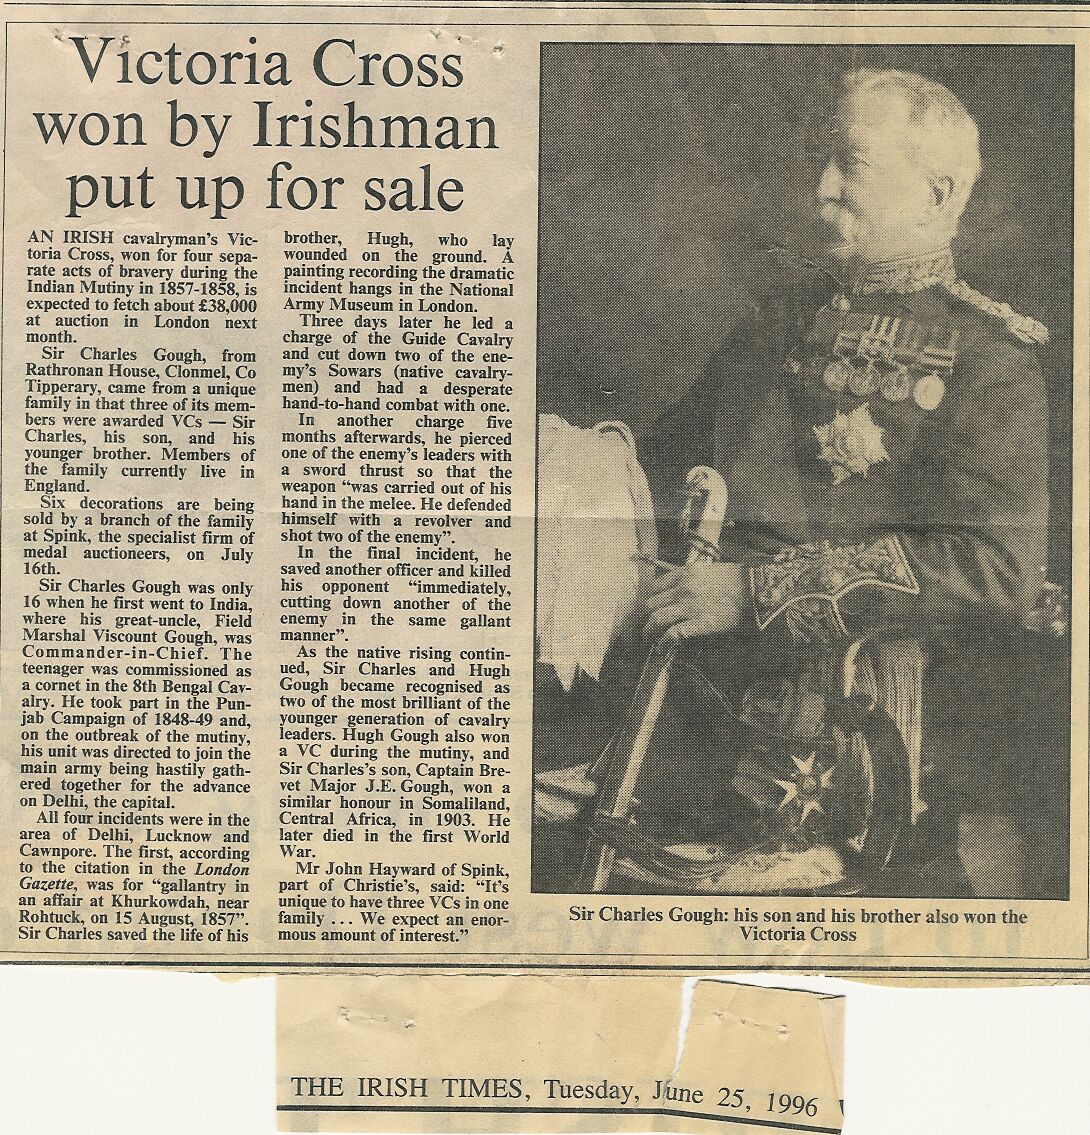 Victoria Cross
won by Irishman
put up for sale
AN IRISH cavalryman's Vic-
toria Cross, won for four sepa-
rate acts of bravery during the
Indian Mutiny in 1857-1858, is
expected to fetch about £38,000
at auction in London next
month.
Sir Charles Gough, from
Rathronan House, Clonmel, Co
Tipperary, came from a unique
family in that three of its mem-
bers were awarded VCs — Sir
Charles, his son, and his
younger brother. Members of
the family currently live in
England.
Six decorations are being
sold by a branch of the family
at Spink, the specialist firm of
medal auctioneers, on July
16th.
Sir Charles Gough was only
16 when he first went to India,
where his great-uncle, Field
Marshal Viscount Gough, was
Commander-in-Chief. The
teenager was commissioned as
a cornet in the 8th Bengal Cav-
alry. He took part in the Pun-
jab Campaign of 1848-49 and,
on the outbreak of the mutiny,
his unit was directed to join the
main army being hastily gath-
ered together for the advance
on Delhi, the capital.
All four incidents were in the
area of Delhi, Lucknow and
Cawnpore. The first, according
to the citation in the London
Gazette, was for "gallantry in
an affair at Khurkowdah, near
Rohtuck, on 15 August, 1857".
Sir Charles saved the life of his
brother, Hugh, who lay
wounded on the ground. A
painting recording the dramatic
incident hangs in the National
Army Museum in London.
Three days later he led a
charge of the Guide Cavalry
and cut down two of the ene-
my's Sowars (native cavalry-
men) and had a desperate
hand-to-hand combat with one.
In another charge five
months afterwards, he pierced
one of the enemy's leaders with
a sword thrust so that the
weapon "was carried out of his
hand in the melee. He defended
himself with a revolver and
shot two of the enemy".
In the final incident, he
saved another officer and killed
his opponent "immediately,
cutting down another of the
enemy in the same gallant
manner".
As the native rising contin-
ued, Sir Charles and Hugh
Gough became recognised as
two of the most brilliant of the
younger generation of cavalry
leaders. Hugh Gough also won
a VC during the mutiny, and
Sir Charles's son, Captain Bre-
vet Major J.E. Gough, won a
similar honour in Somaliland,
Central Africa, in 1903. He
later died in the first World
War.
Mr John Hayward of Spink,
part of Christie's, said: "It's
unique to have three VCs in one
family ... We expect an enor-
mous amount of interest."
Sir Charles Gough: his son and his brother also won the
Victoria Cross
THE IRISH TIMES, Tuesday, June 25, 1996